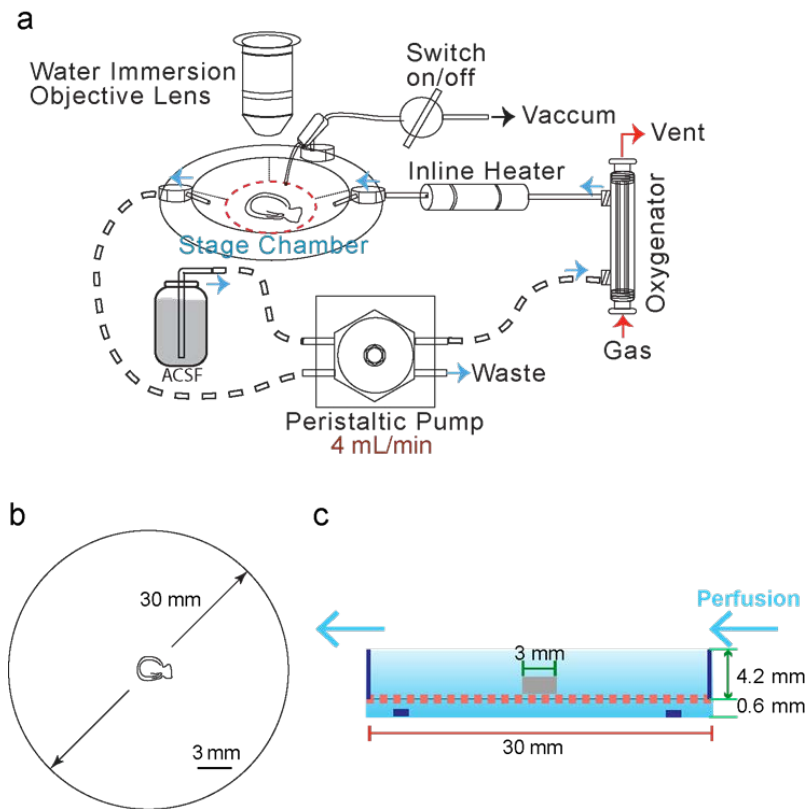 a
Water Immersion
Objective Lens
Switch
on/off
Vaccum
Vent
Inline Heater
Stage Chamber
Oxygenator
Gas
ACSF
Waste
Peristaltic Pump
4 mL/min
b
30 mm
3 mm
c
Perfusion
3 mm
4.2 mm
0.6 mm
30 mm